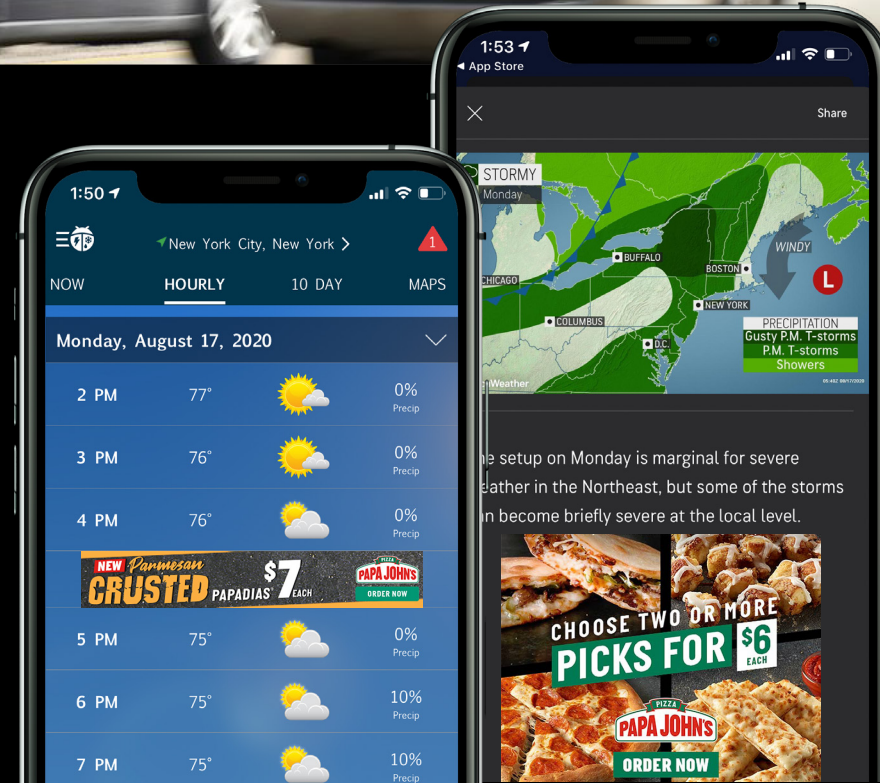 1:50
New York City, New York
1
NOW
HOURLY
10 DAY
MAPS
Monday, August 17, 2020
2 PM 77° 0%
Precip
3 PM 76° 0%
Precip
4 PM 76° 0%
Precip
NEW Parmesan
CRUSTED PAPADIAS $7 EACH
PIZZA
PAPA JOHN'S
ORDER NOW
5 PM 75° 0%
Precip
6 PM 75° 10%
Precip
7 PM 75° 10%
Precip
1:53
App Store
Share
STORMY
Monday
WINDY
BUFFALO
BOSTON
CHICAGO
L
NEW YORK
COLUMBUS
D.C.
PRECIPITATION
Gusty P.M. T-storms
P.M. T-storms
Showers
Weather
05:40Z 08/17/2020
setup on Monday is marginal for severe
in the Northeast, but some of the storms
become briefly severe at the local level.
CHOOSE TWO OR MORE
PICKS FOR $6
EACH
PIZZA
PAPA JOHN'S
ORDER NOW